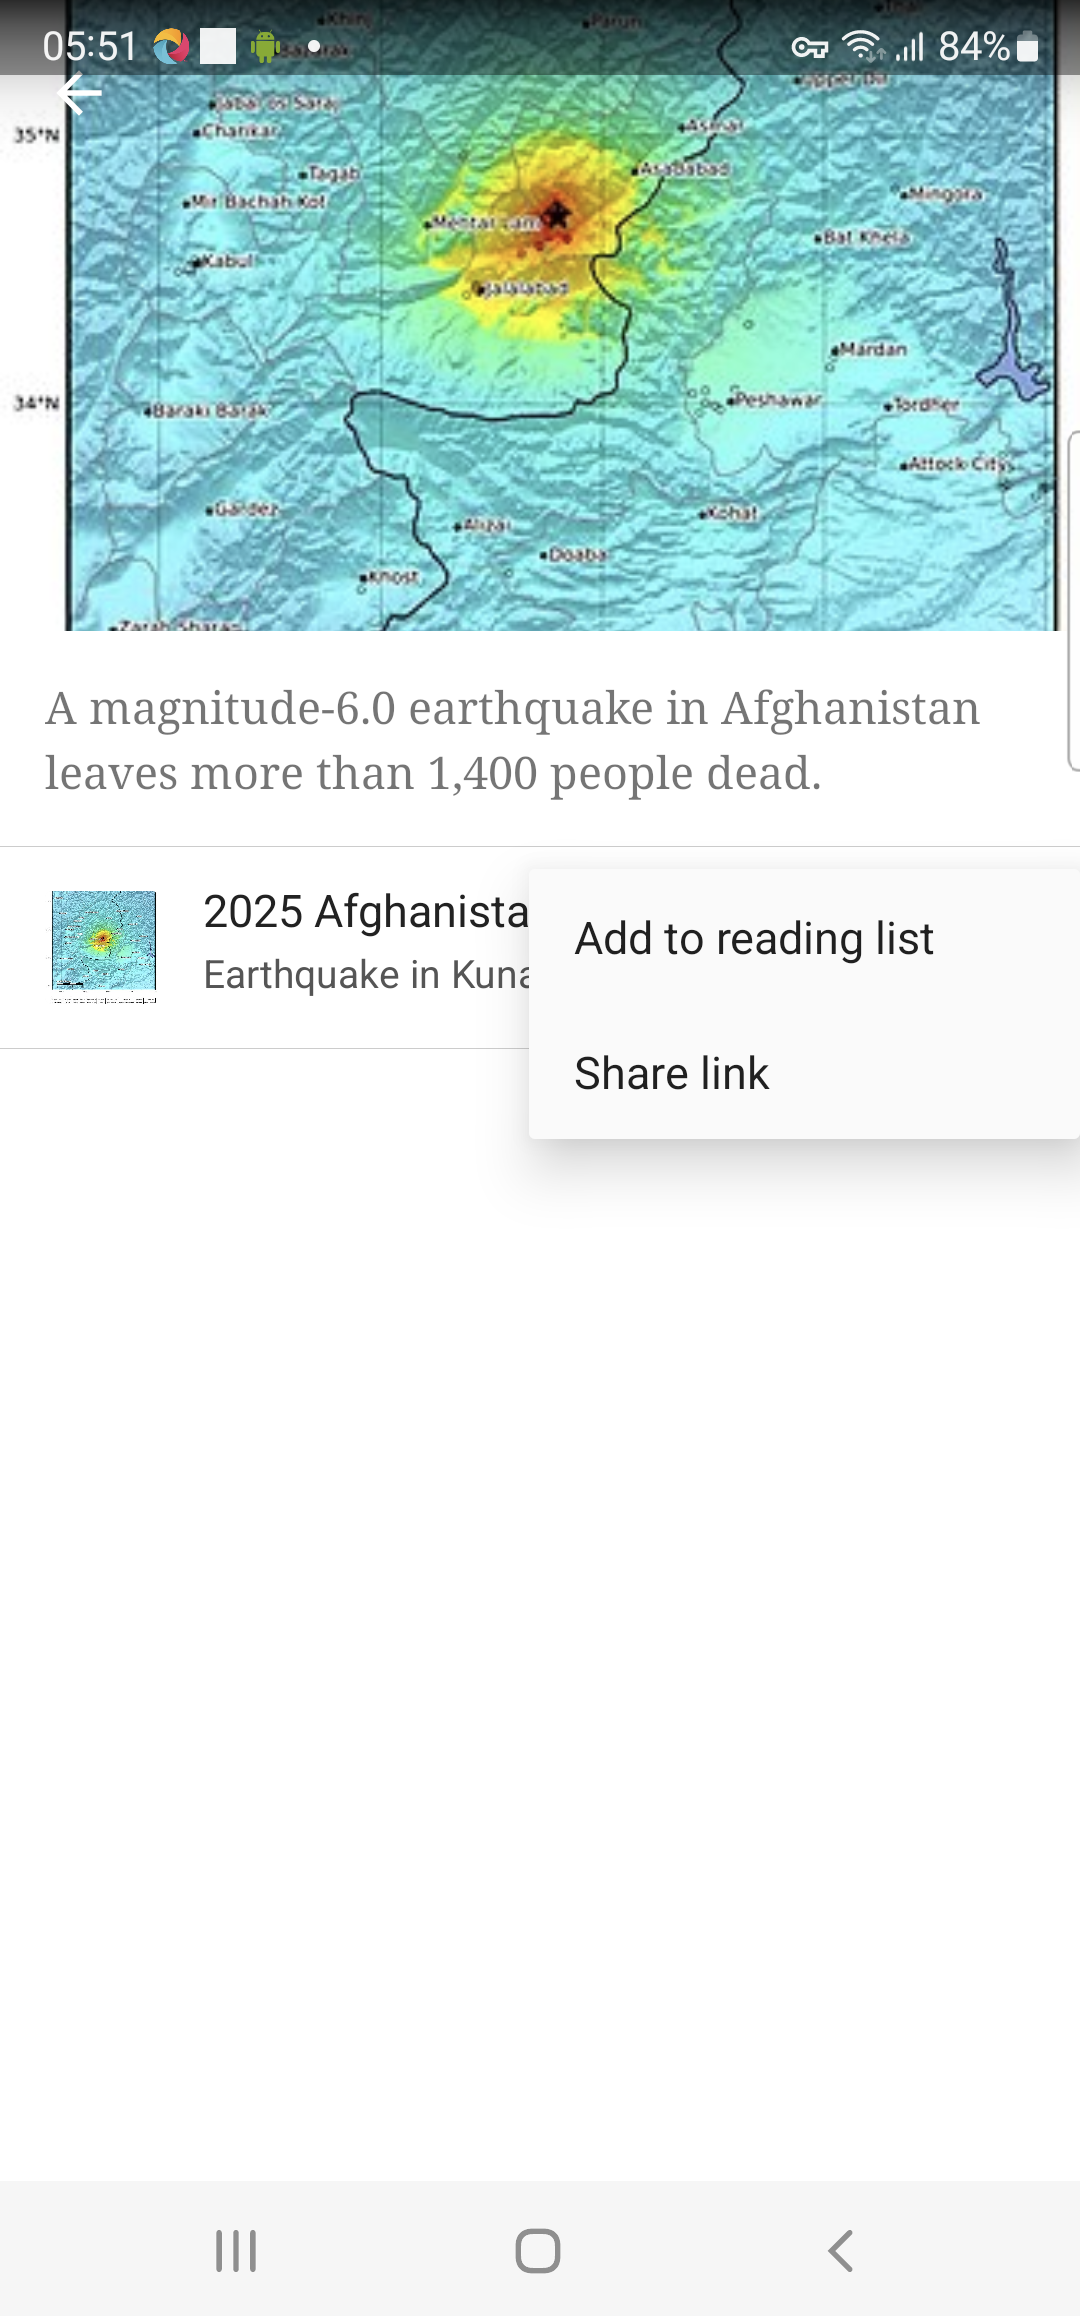 Khinj
Parun
05:51
84%
Bazarak
Upper Dir
Jabal os Saraj
35°N
Charikar
Asmar
Tagab
Asadabad
Mir Bachah Kot
Mingora
Mehtar Lam
Bat Khela
Kabul
Jalalabad
Mardan
34°N
Baraki Barak
Peshawar
Tordher
Attock City
Gardez
Alizai
Kohat
Doaba
Khost
Zarah Sharan
A magnitude-6.0 earthquake in Afghanistan
leaves more than 1,400 people dead.
2025 Afghanista
Add to reading list
Earthquake in Kuna
Share link